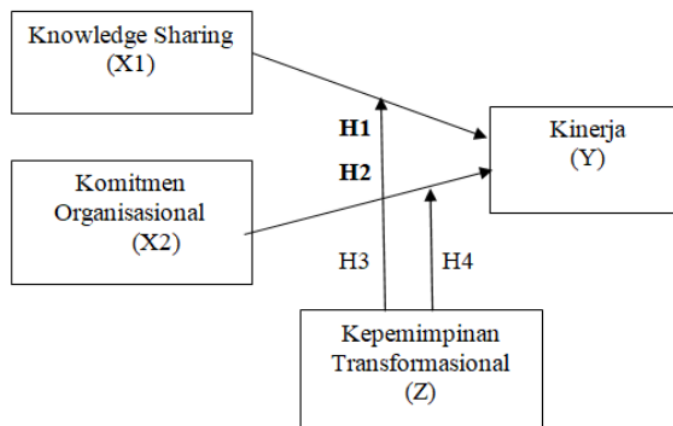 Knowledge Sharing
(X1)
Komitmen
Organisasional
(X2)
H1
H2
H3
H4
Kinerja
(Y)
Kepemimpinan
Transformasional
(Z)